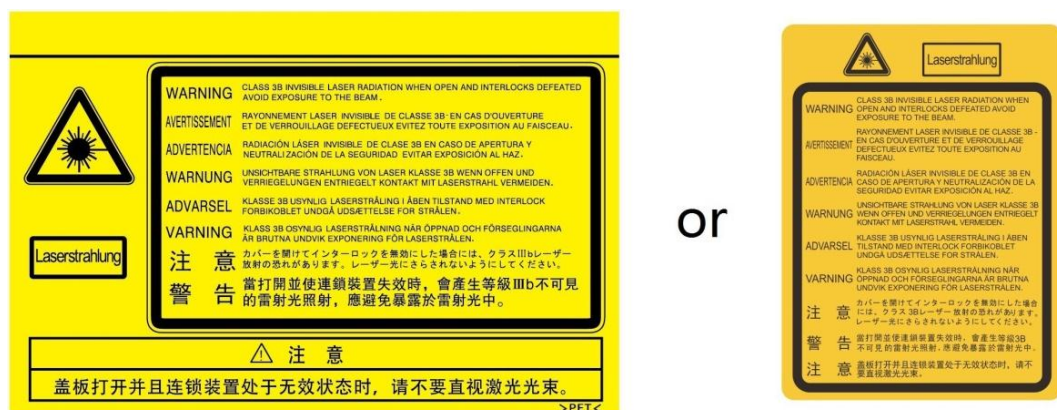 Laserstrahlung
WARNING CLASS 3B INVISIBLE LASER RADIATION WHEN OPEN AND INTERLOCKS DEFEATED
AVOID EXPOSURE TO THE BEAM.
AVERTISSEMENT RAYONNEMENT LASER INVISIBLE DE CLASSE 3B·EN CAS D'OUVERTURE
ET DE VERROUILLAGE DEFECTUEUX EVITEZ TOUTE EXPOSITION AU FAISCEAU.
ADVERTENCIA RADIACIÓN LÁSER INVISIBLE DE CLASE 3B EN CASO DE APERTURA Y
NEUTRALIZACIÓN DE LA SEGURIDAD EVITAR EXPOSICIÓN AL HAZ.
WARNUNG UNSICHTBARE STRAHLUNG VON LASER KLASSE 3B WENN OFFEN UND
VERRIEGELUNGEN ENTRIEGELT KONTAKT MIT LASERSTRAHL VERMEIDEN.
ADVARSEL KLASSE 3B USYNLIG LASERSTRÅLING I ÅBEN TILSTAND MED INTERLOCK
FORBIKOBLET UNDGÅ UDSÆTTELSE FOR STRÅLEN.
VARNING KLASS 3B OSYNLIG LASERSTRÅLNING NÄR ÖPPNAD OCH FÖRSEGLINGARNA
ÄR BRUTNA UNDVIK EXPONERING FÖR LASERSTRÅLEN.
注 意 カバーを開けてインターロックを無効にした場合には、クラスIIIbレーザー
放射の恐れがあります。レーザー光にさらされないようにしてください。
警 告 當打開並使連鎖裝置失效時，會產生等級IIIb不可見
的雷射光照射，應避免暴露於雷射光中。
⚠ 注 意
盖板打开并且连锁装置处于无效状态时，请不要直视激光光束。
>PET<
or
Laserstrahlung
WARNING CLASS 3B INVISIBLE LASER RADIATION WHEN
OPEN AND INTERLOCKS DEFEATED AVOID
EXPOSURE TO THE BEAM.
AVERTISSEMENT RAYONNEMENT LASER INVISIBLE DE CLASSE 3B -
EN CAS D'OUVERTURE ET DE VERROUILLAGE
DEFECTUEUX EVITEZ TOUTE EXPOSITION AU
FAISCEAU.
ADVERTENCIA RADIACIÓN LÁSER INVISIBLE DE CLASE 3B EN
CASO DE APERTURA Y NEUTRALIZACIÓN DE LA
SEGURIDAD EVITAR EXPOSICIÓN AL HAZ.
WARNUNG UNSICHTBARE STRAHLUNG VON LASER KLASSE 3B
WENN OFFEN UND VERRIEGELUNGEN ENTRIEGELT
KONTAKT MIT LASERSTRAHL VERMEIDEN.
ADVARSEL KLASSE 3B USYNLIG LASERSTRÅLING I ÅBEN
TILSTAND MED INTERLOCK FORBIKOBLET
UNDGÅ UDSÆTTELSE FOR STRÅLEN.
VARNING KLASS 3B OSYNLIG LASERSTRÅLNING NÄR
ÖPPNAD OCH FÖRSEGLINGARNA ÄR BRUTNA
UNDVIK EXPONERING FÖR LASERSTRÅLEN.
注 意 カバーを開けてインターロックを無効にした場合
には、クラス 3Bレーザー放射の恐れがあります。
レーザー光にさらされないようにしてください。
警 告 當打開並使連鎖裝置失效時，會產生等級3B
不可見的雷射光照射，應避免暴露於雷射光中。
注 意 盖板打开并且连锁装置处于无效状态时，请不
要直视激光光束。